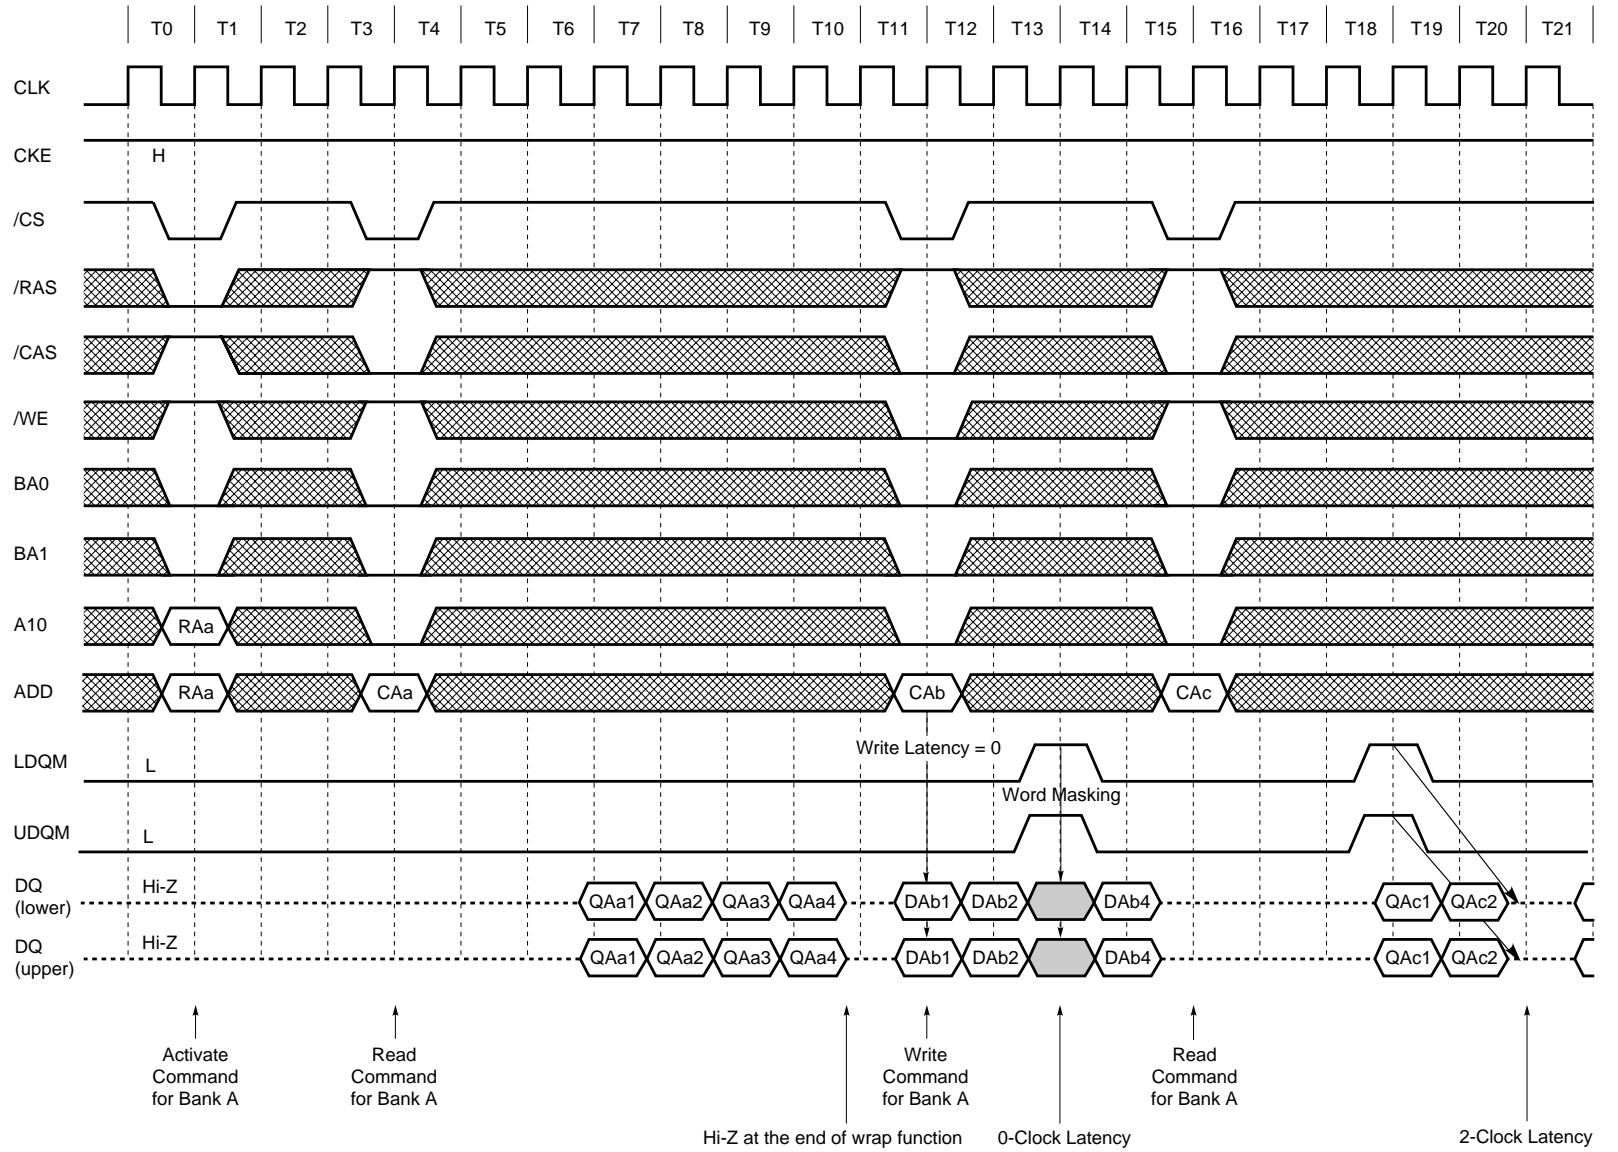 T0 T1 T2 T3 T4 T5 T6 T7 T8 T9 T10 T11 T12 T13 T14 T15 T16 T17 T18 T19 T20 T21
CLK
CKE H
/CS
/RAS
/CAS
/WE
BA0
BA1
A10 RAa
ADD RAa CAa CAb CAc
Write Latency = 0
LDQM L
Word Masking
UDQM L
DQ
(lower)
Hi-Z QAa1 QAa2 QAa3 QAa4 DAb1 DAb2 DAb4 QAc1 QAc2
DQ
(upper)
Hi-Z QAa1 QAa2 QAa3 QAa4 DAb1 DAb2 DAb4 QAc1 QAc2
Activate
Command
for Bank A
Read
Command
for Bank A
Write
Command
for Bank A
Read
Command
for Bank A
Hi-Z at the end of wrap function
0-Clock Latency
2-Clock Latency